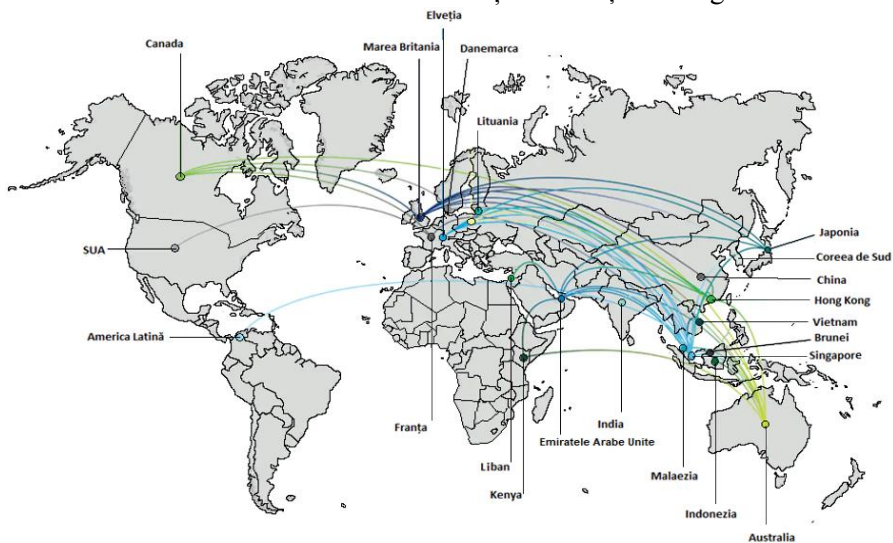 Elveția
Canada
Marea Britania
Danemarca
Lituania
SUA
Japonia
Coreea de Sud
China
Hong Kong
America Latină
Vietnam
Brunei
Singapore
Franța
India
Emiratele Arabe Unite
Liban
Malaezia
Kenya
Indonezia
Australia